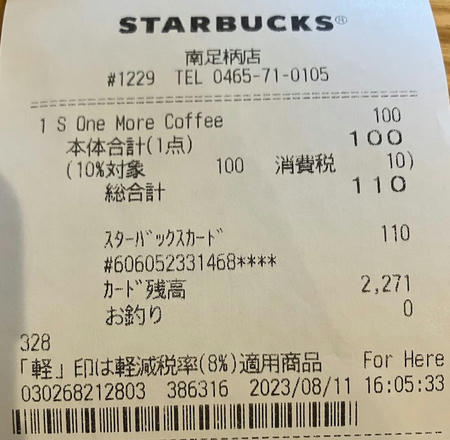 STARBUCKS®
南足柄店
#1229 TEL 0465-71-0105
1 S One More Coffee 100
本体合計(1点) 100
(10%対象 100 消費税 10)
総合計 110
ｽﾀｰﾊﾞｯｸｽｶｰﾄﾞ 110
#606052331468****
ｶｰﾄﾞ残高 2,271
お釣り 0
328
「軽」印は軽減税率(8%)適用商品 For Here
030268212803 386316 2023/08/11 16:05:33